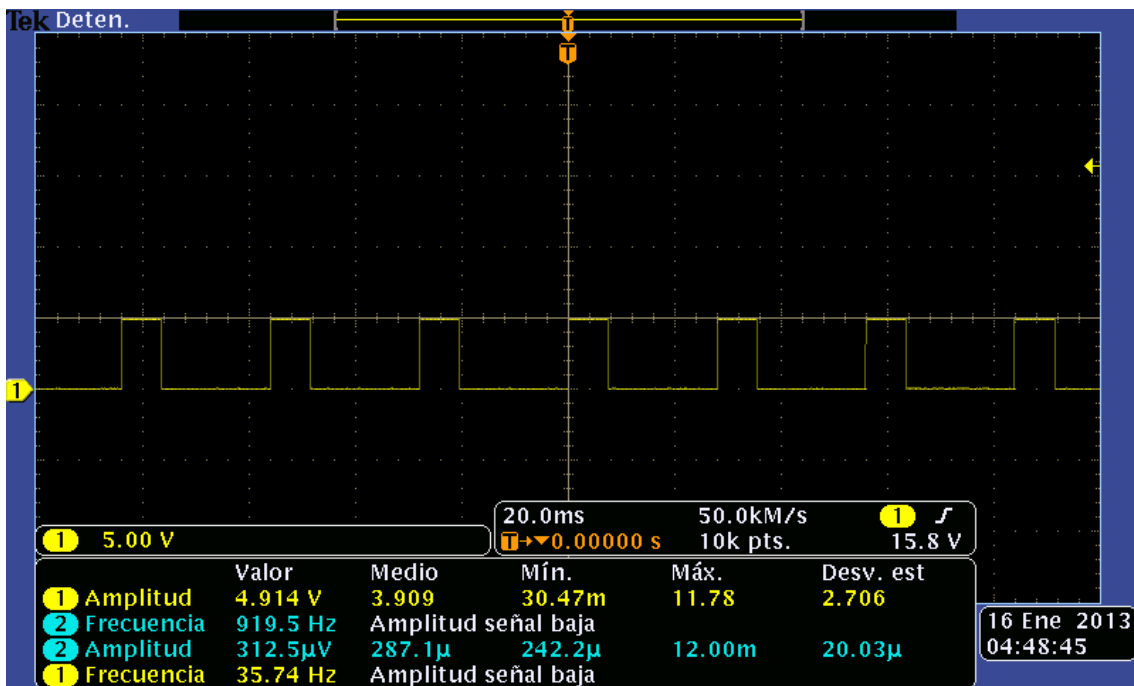 Tek Deten.
T
T
1
20.0ms 50.0kM/s 1
T→▼0.00000 s 10k pts. 15.8 V
1 5.00 V
Valor Medio Mín. Máx. Desv. est
1 Amplitud 4.914 V 3.909 30.47m 11.78 2.706
2 Frecuencia 919.5 Hz Amplitud señal baja
2 Amplitud 312.5µV 287.1µ 242.2µ 12.00m 20.03µ
1 Frecuencia 35.74 Hz Amplitud señal baja
16 Ene 2013
04:48:45